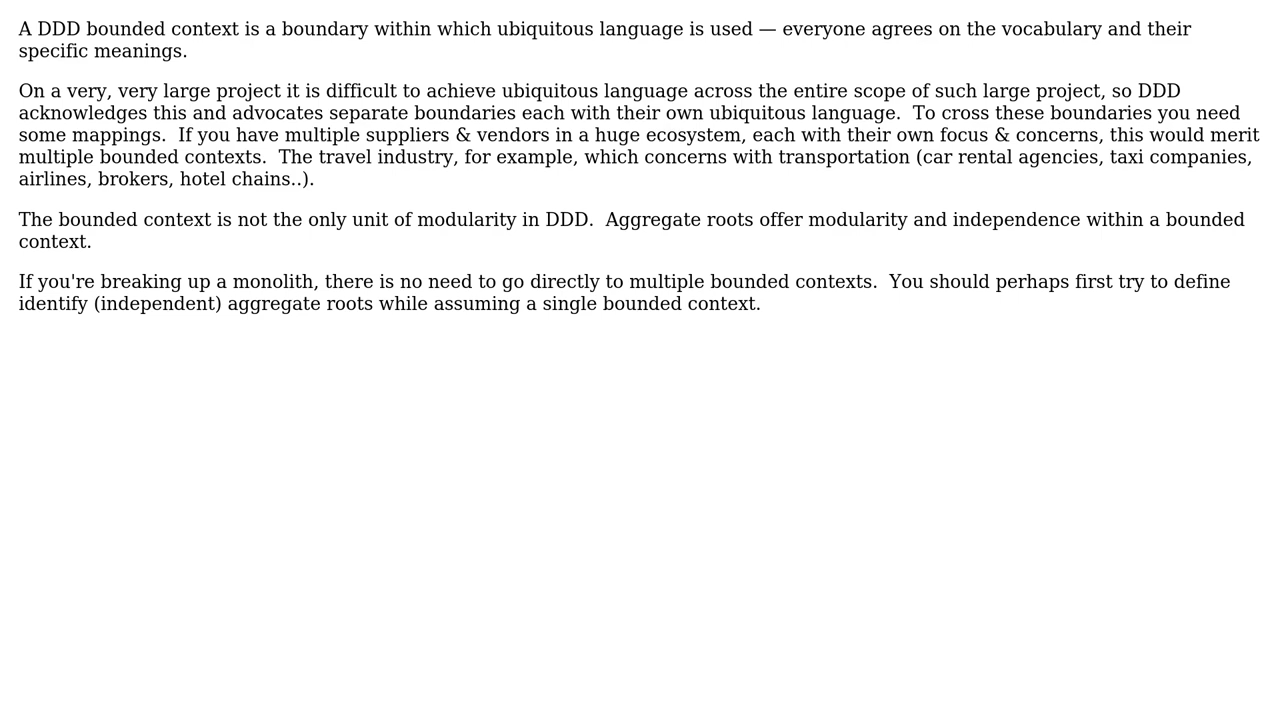 A DDD bounded context is a boundary within which ubiquitous language is used — everyone agrees on the vocabulary and their
specific meanings.
On a very, very large project it is difficult to achieve ubiquitous language across the entire scope of such large project, so DDD
acknowledges this and advocates separate boundaries each with their own ubiquitous language.  To cross these boundaries you need
some mappings.  If you have multiple suppliers & vendors in a huge ecosystem, each with their own focus & concerns, this would merit
multiple bounded contexts.  The travel industry, for example, which concerns with transportation (car rental agencies, taxi companies,
airlines, brokers, hotel chains..).
The bounded context is not the only unit of modularity in DDD.  Aggregate roots offer modularity and independence within a bounded
context.
If you're breaking up a monolith, there is no need to go directly to multiple bounded contexts.  You should perhaps first try to define
identify (independent) aggregate roots while assuming a single bounded context.